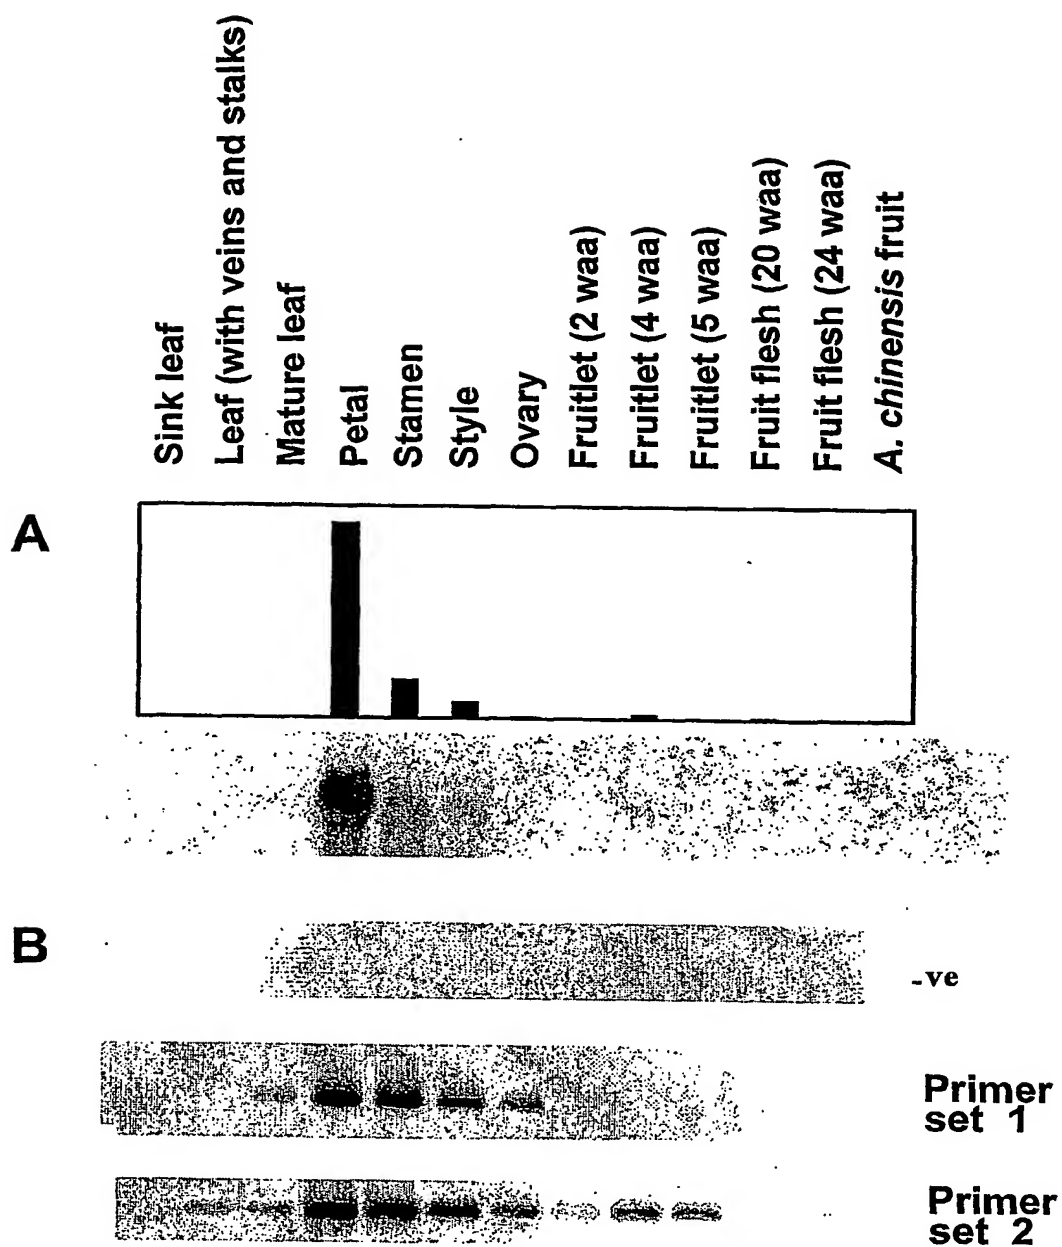 Sink leaf
Leaf (with veins and stalks)
Mature leaf
Petal
Stamen
Style
Ovary
Fruitlet (2 waa)
Fruitlet (4 waa)
Fruitlet (5 waa)
Fruit flesh (20 waa)
Fruit flesh (24 waa)
A. chinensis fruit
A
B
-ve
Primer
set 1
Primer
set 2